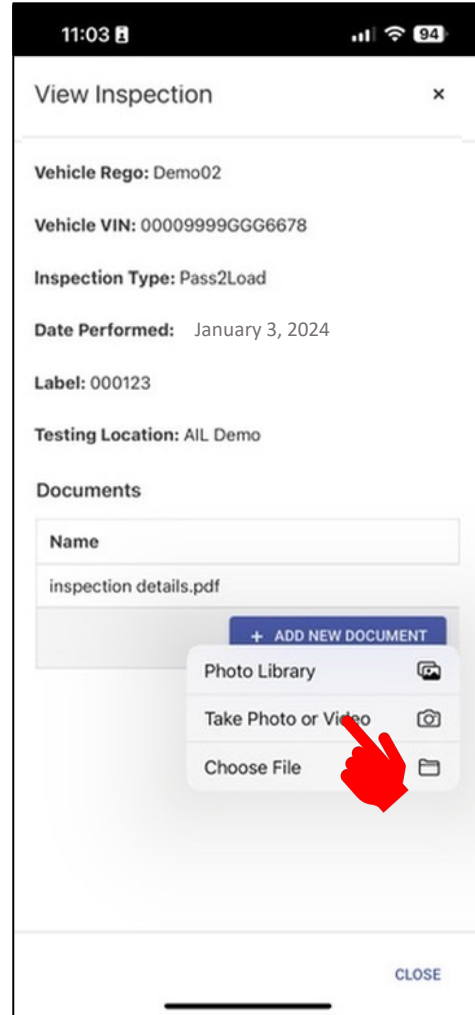 11:03
94
View Inspection ×
Vehicle Rego: Demo02
Vehicle VIN: 00009999GGG6678
Inspection Type: Pass2Load
Date Performed: January 3, 2024
Label: 000123
Testing Location: AIL Demo
Documents
Name
inspection details.pdf
+ ADD NEW DOCUMENT
Photo Library
Take Photo or Video
Choose File
CLOSE